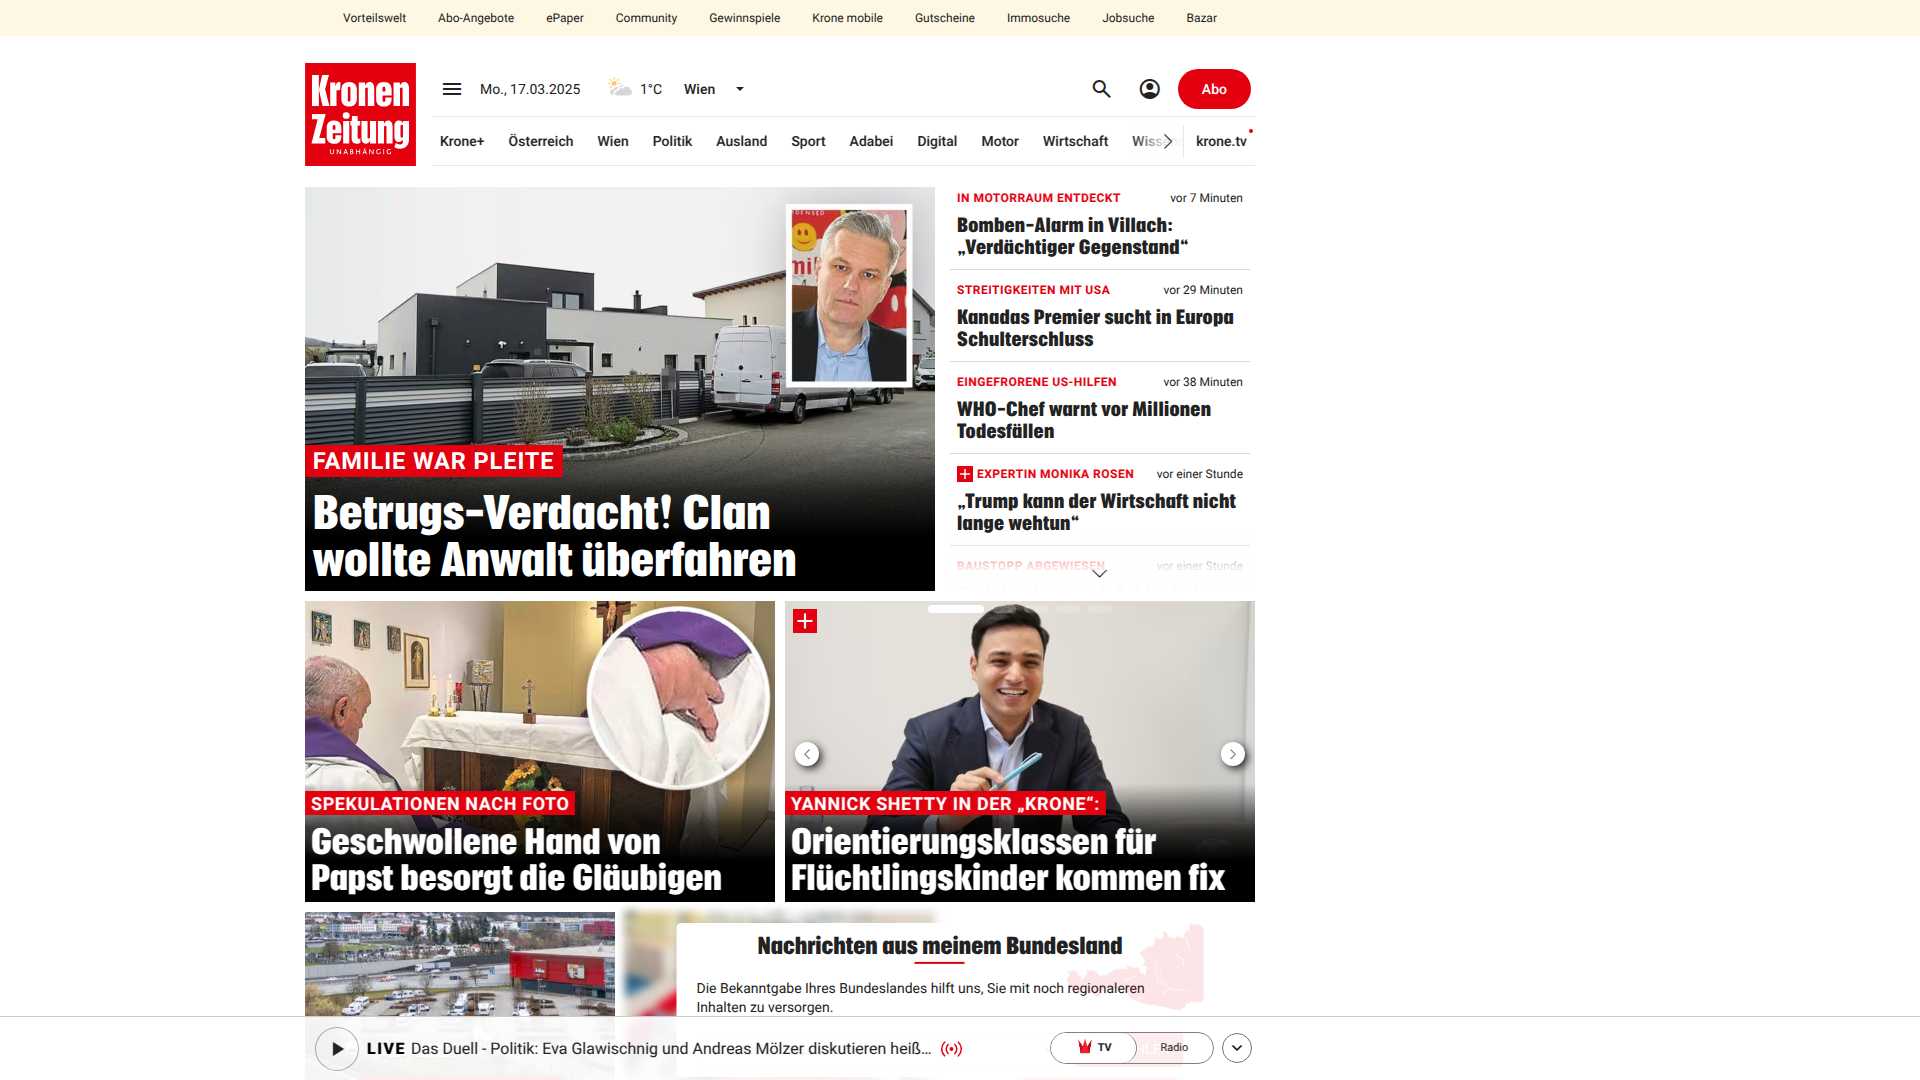 Vorteilswelt Abo-Angebote ePaper Community Gewinnspiele Krone mobile Gutscheine Immosuche Jobsuche Bazar
Kronen
Zeitung
UNABHÄNGIG
Mo., 17.03.2025 1°C Wien
Abo
Krone+ Österreich Wien Politik Ausland Sport Adabei Digital Motor Wirtschaft krone.tv
FAMILIE WAR PLEITE
Betrugs-Verdacht! Clan
wollte Anwalt überfahren
IN MOTORRAUM ENTDECKT vor 7 Minuten
Bomben-Alarm in Villach:
„Verdächtiger Gegenstand“
STREITIGKEITEN MIT USA vor 29 Minuten
Kanadas Premier sucht in Europa
Schulterschluss
EINGEFRORENE US-HILFEN vor 38 Minuten
WHO-Chef warnt vor Millionen
Todesfällen
EXPERTIN MONIKA ROSEN vor einer Stunde
„Trump kann der Wirtschaft nicht
lange wehtun“
BAUSTOPP ABGEWIESEN vor einer Stunde
SPEKULATIONEN NACH FOTO
Geschwollene Hand von
Papst besorgt die Gläubigen
YANNICK SHETTY IN DER „KRONE“:
Orientierungsklassen für
Flüchtlingskinder kommen fix
Nachrichten aus meinem Bundesland
Die Bekanntgabe Ihres Bundeslandes hilft uns, Sie mit noch regionaleren
Inhalten zu versorgen.
LIVE Das Duell - Politik: Eva Glawischnig und Andreas Mölzer diskutieren heiß...
TV Radio